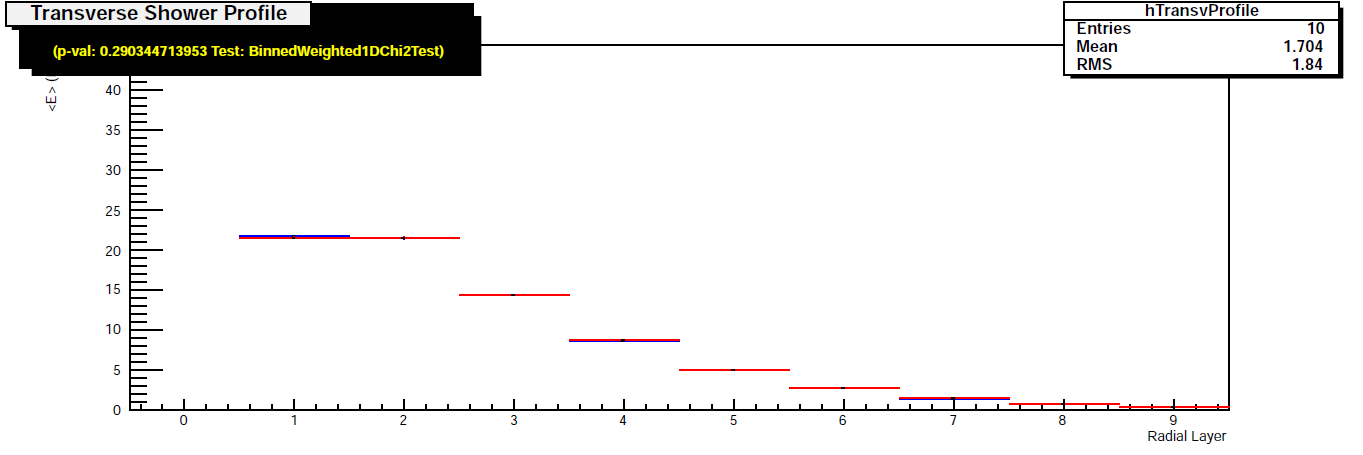 Transverse Shower Profile
(p-val: 0.290344713953 Test: BinnedWeighted1DChi2Test)
hTransvProfile
Entries 10
Mean 1.704
RMS 1.84
<E> (
40
35
30
25
20
15
10
5
0
0 1 2 3 4 5 6 7 8 9
Radial Layer